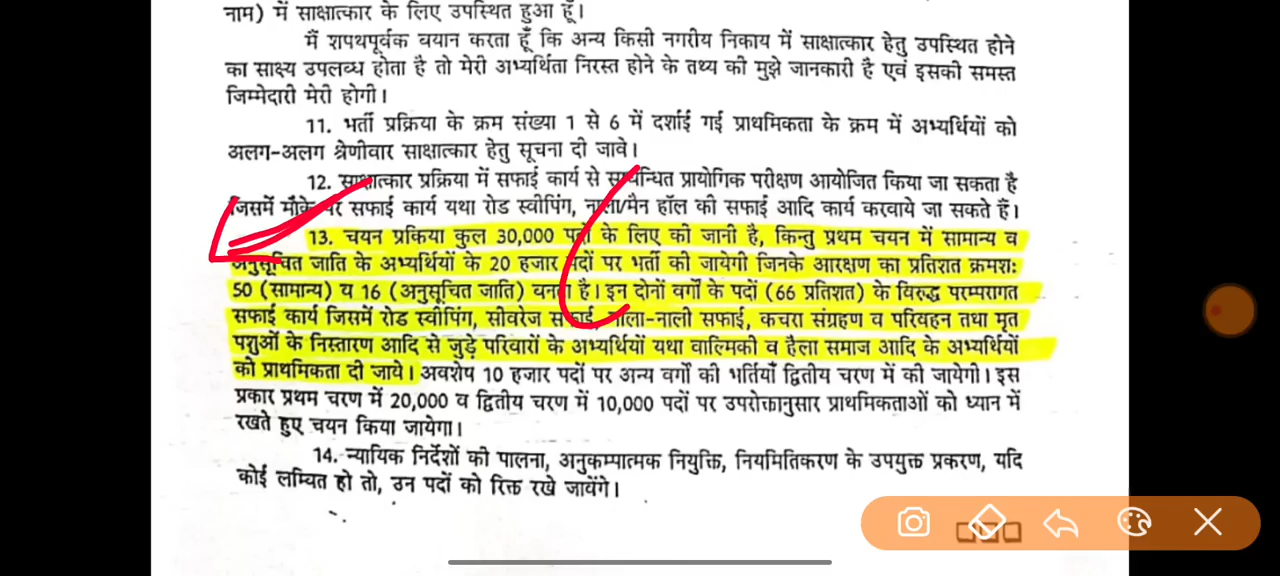 नाम) में साक्षात्कार के लिए उपस्थित हुआ हूँ।
मैं शपथपूर्वक बयान करता हूँ कि अन्य किसी नगरीय निकाय में साक्षात्कार हेतु उपस्थित होने
का साक्ष्य उपलब्ध होता है तो मेरी अभ्यर्थिता निरस्त होने के तथ्य की मुझे जानकारी है एवं इसकी समस्त
जिम्मेदारी मेरी होगी।
11. भर्ती प्रक्रिया के क्रम संख्या 1 से 6 में दर्शाई गई प्राथमिकता के क्रम में अभ्यर्थियों को
अलग-अलग श्रेणीवार साक्षात्कार हेतु सूचना दी जावे।
12. साक्षात्कार प्रक्रिया में सफाई कार्य से सम्बन्धित प्रायोगिक परीक्षण आयोजित किया जा सकता है
जिसमें मौके पर सफाई कार्य यथा रोड स्वीपिंग, नाला/मैन हॉल की सफाई आदि कार्य करवाये जा सकते हैं।
13. चयन प्रकिया कुल 30,000 पदों के लिए की जानी है, किन्तु प्रथम चयन में सामान्य व
अनुसूचित जाति के अभ्यर्थियों के 20 हजार पदों पर भर्ती की जायेगी जिनके आरक्षण का प्रतिशत क्रमशः
50 (सामान्य) व 16 (अनुसूचित जाति) बनता है। इन दोनों वर्गों के पदों (66 प्रतिशत) के विरुद्ध परम्परागत
सफाई कार्य जिसमें रोड स्वीपिंग, सीवरेज सफाई, नाला-नाली सफाई, कचरा संग्रहण व परिवहन तथा मृत
पशुओं के निस्तारण आदि से जुड़े परिवारों के अभ्यर्थियों यथा वाल्मिकी व हैला समाज आदि के अभ्यर्थियों
को प्राथमिकता दी जाये। अवशेष 10 हजार पदों पर अन्य वर्गों की भर्तियाँ द्वितीय चरण में की जायेगी। इस
प्रकार प्रथम चरण में 20,000 व द्वितीय चरण में 10,000 पदों पर उपरोक्तानुसार प्राथमिकताओं को ध्यान में
रखते हुए चयन किया जायेगा।
14. न्यायिक निर्देशों की पालना, अनुकम्पात्मक नियुक्ति, नियमितिकरण के उपयुक्त प्रकरण, यदि
कोई लम्बित हो तो, उन पदों को रिक्त रखे जावेंगे।